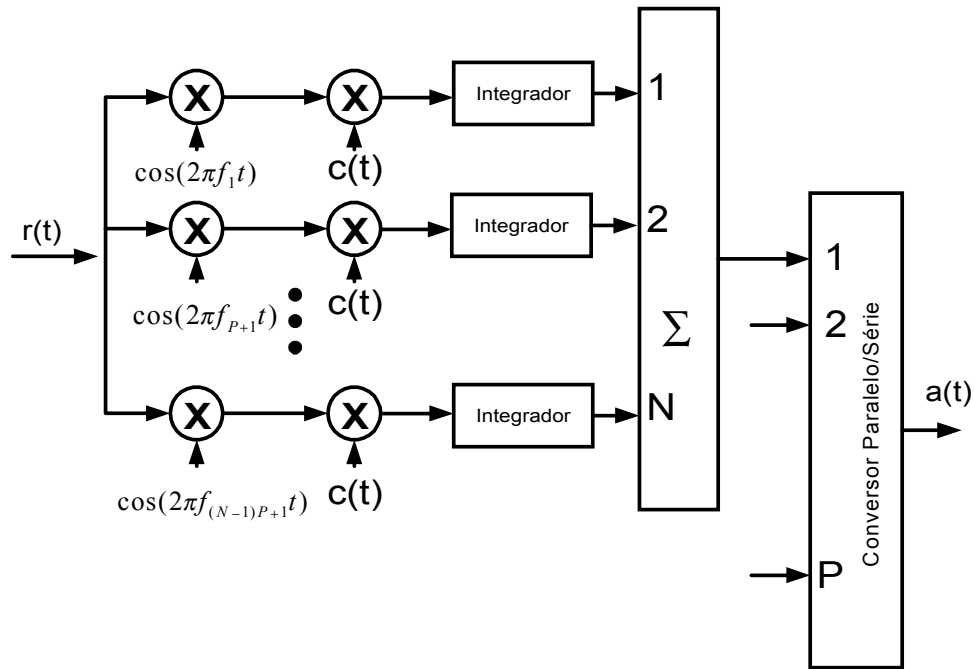 r(t)
X X Integrador 1
cos(2πf₁t) c(t)
X X Integrador 2
cos(2πf_{P+1}t) c(t)
Σ
X X Integrador N
cos(2πf_{(N−1)P+1}t) c(t)
1
2
P
Conversor Paralelo/Série
a(t)